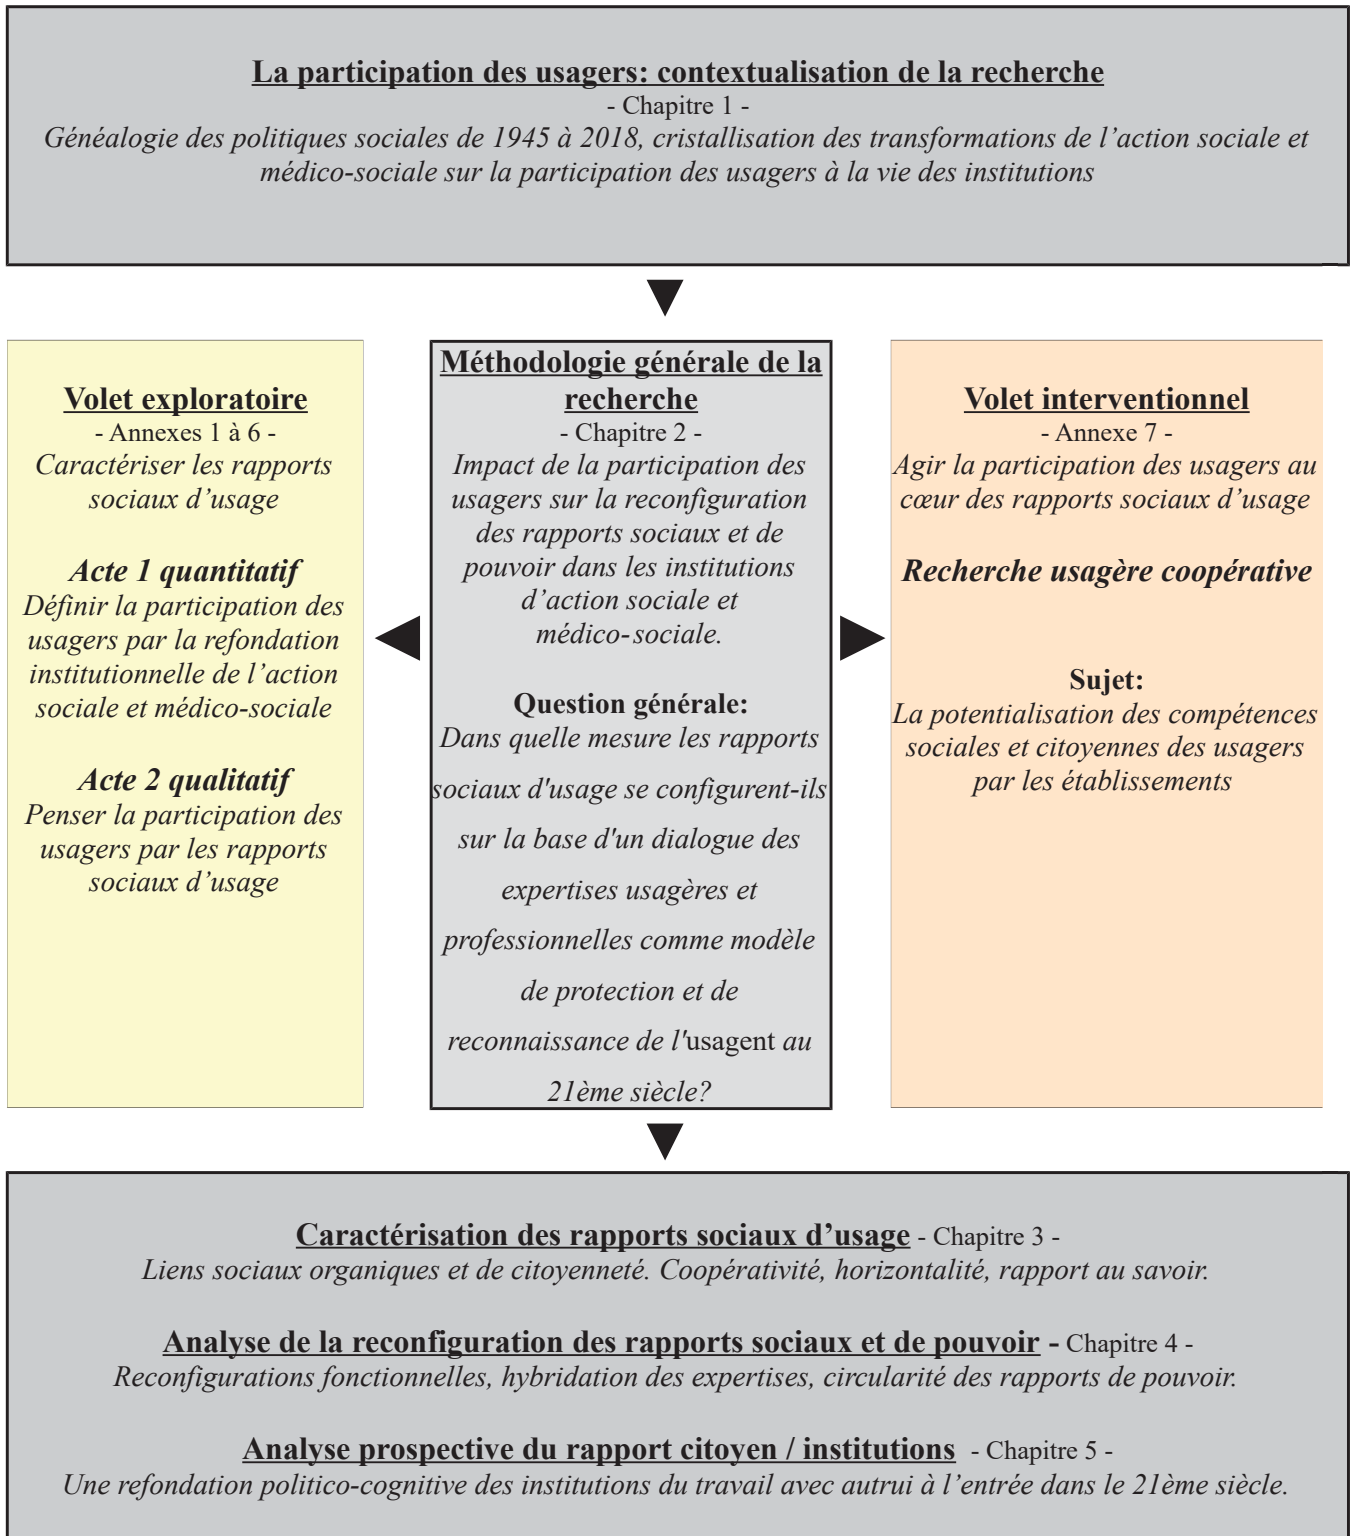 La participation des usagers: contextualisation de la recherche
- Chapitre 1 -
Généalogie des politiques sociales de 1945 à 2018, cristallisation des transformations de l’action sociale et
médico-sociale sur la participation des usagers à la vie des institutions
Volet exploratoire
- Annexes 1 à 6 -
Caractériser les rapports
sociaux d’usage
Acte 1 quantitatif
Définir la participation des
usagers par la refondation
institutionnelle de l’action
sociale et médico-sociale
Acte 2 qualitatif
Penser la participation des
usagers par les rapports
sociaux d’usage
Méthodologie générale de la
recherche
- Chapitre 2 -
Impact de la participation des
usagers sur la reconfiguration
des rapports sociaux et de
pouvoir dans les institutions
d’action sociale et
médico-sociale.
Question générale:
Dans quelle mesure les rapports
sociaux d'usage se configurent-ils
sur la base d'un dialogue des
expertises usagères et
professionnelles comme modèle
de protection et de
reconnaissance de l'usagent au
21ème siècle?
Volet interventionnel
- Annexe 7 -
Agir la participation des usagers au
cœur des rapports sociaux d’usage
Recherche usagère coopérative
Sujet:
La potentialisation des compétences
sociales et citoyennes des usagers
par les établissements
Caractérisation des rapports sociaux d’usage - Chapitre 3 -
Liens sociaux organiques et de citoyenneté. Coopérativité, horizontalité, rapport au savoir.
Analyse de la reconfiguration des rapports sociaux et de pouvoir - Chapitre 4 -
Reconfigurations fonctionnelles, hybridation des expertises, circularité des rapports de pouvoir.
Analyse prospective du rapport citoyen / institutions - Chapitre 5 -
Une refondation politico-cognitive des institutions du travail avec autrui à l’entrée dans le 21ème siècle.